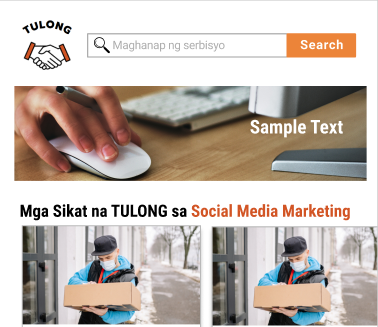 TULONG
Maghanap ng serbisyo
Search
Sample Text
Mga Sikat na TULONG sa Social Media Marketing